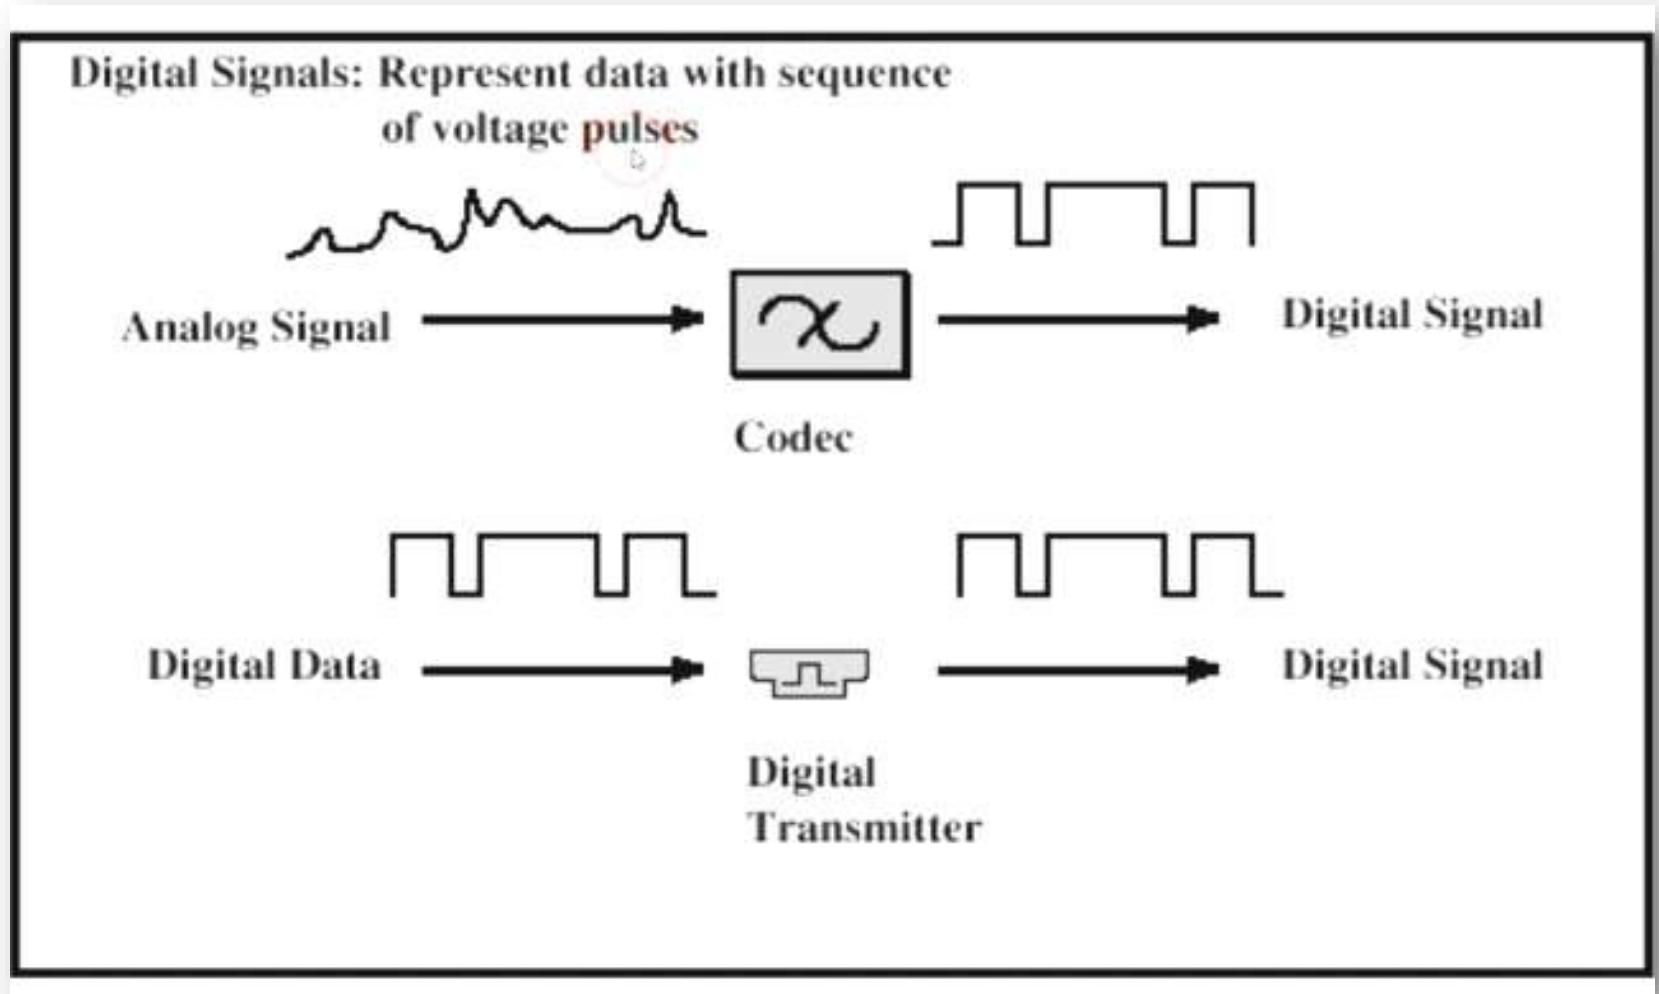 Digital Signals: Represent data with sequence
of voltage pulses
Analog Signal
Digital Signal
Codec
Digital Data
Digital Signal
Digital
Transmitter